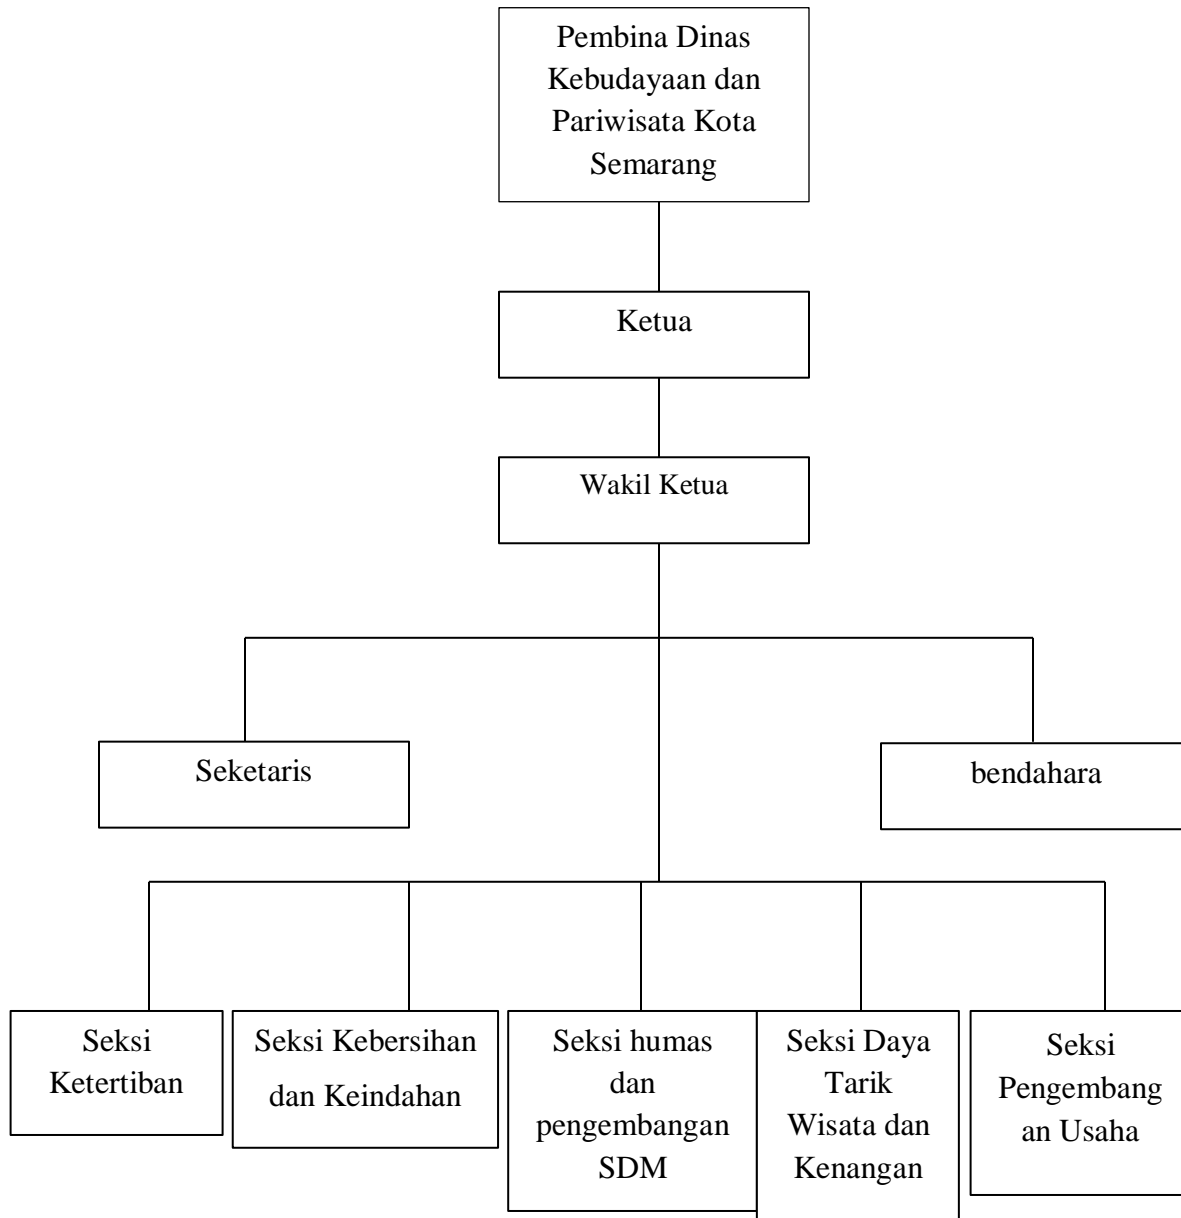 Pembina Dinas
Kebudayaan dan
Pariwisata Kota
Semarang
Ketua
Wakil Ketua
Seketaris
bendahara
Seksi
Ketertiban
Seksi Kebersihan
dan Keindahan
Seksi humas
dan
pengembangan
SDM
Seksi Daya
Tarik
Wisata dan
Kenangan
Seksi
Pengembang
an Usaha